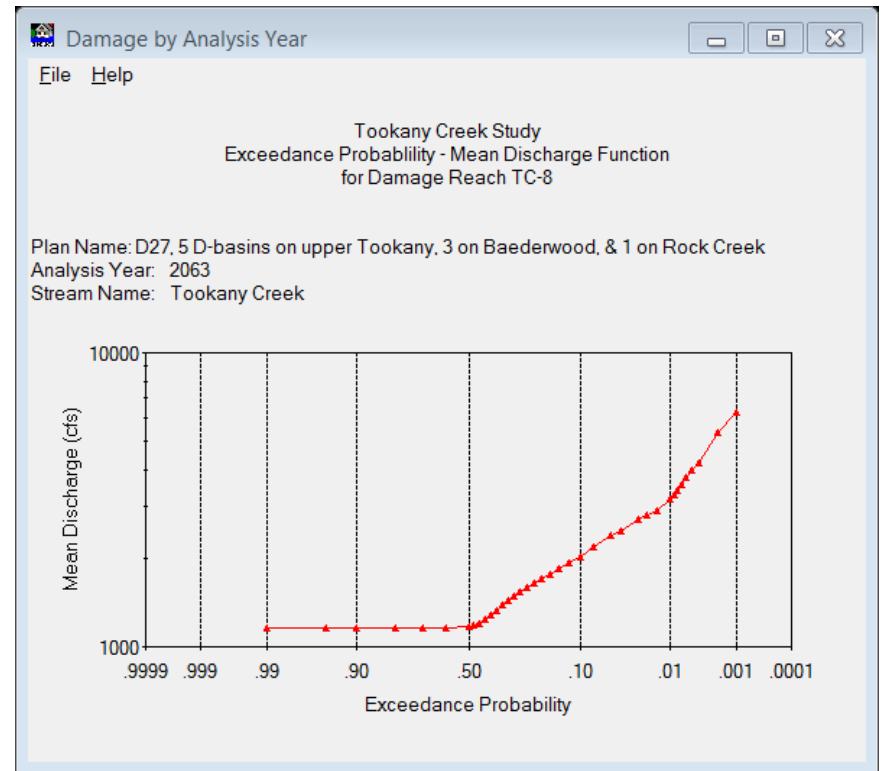 Damage by Analysis Year
File Help
Tookany Creek Study
Exceedance Probablility - Mean Discharge Function
for Damage Reach TC-8
Plan Name: D27, 5 D-basins on upper Tookany, 3 on Baederwood, & 1 on Rock Creek
Analysis Year: 2063
Stream Name: Tookany Creek
10000
Mean Discharge (cfs)
1000
.9999 .999 .99 .90 .50 .10 .01 .001 .0001
Exceedance Probability